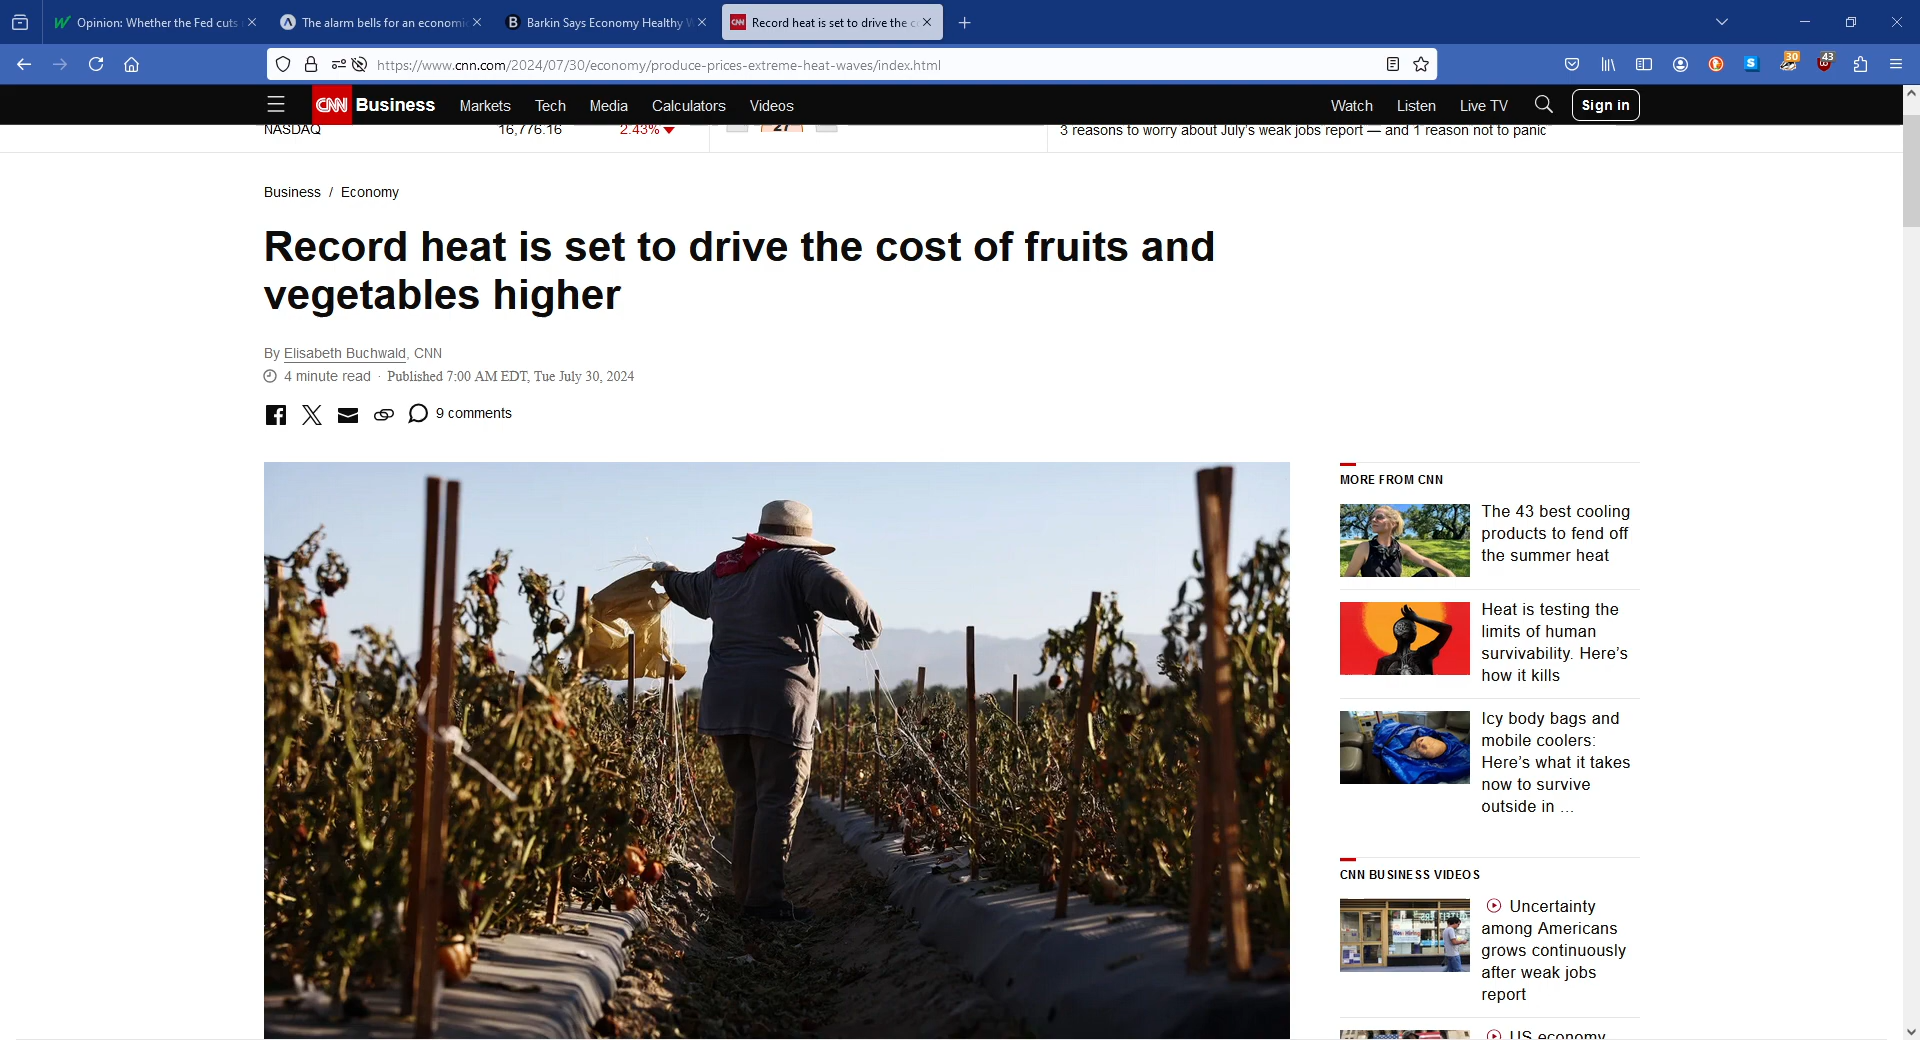 Opinion: Whether the Fed cuts
The alarm bells for an economi
Barkin Says Economy Healthy
Record heat is set to drive the c
https://www.cnn.com/2024/07/30/economy/produce-prices-extreme-heat-waves/index.html
30
43
CNN Business
Markets
Tech
Media
Calculators
Videos
Watch
Listen
Live TV
Sign in
NASDAQ
16,776.16
2.43%
27
3 reasons to worry about July's weak jobs report — and 1 reason not to panic
Business / Economy
Record heat is set to drive the cost of fruits and
vegetables higher
By Elisabeth Buchwald, CNN
4 minute read · Published 7:00 AM EDT, Tue July 30, 2024
9 comments
MORE FROM CNN
The 43 best cooling
products to fend off
the summer heat
Heat is testing the
limits of human
survivability. Here's
how it kills
Icy body bags and
mobile coolers:
Here's what it takes
now to survive
outside in …
CNN BUSINESS VIDEOS
Uncertainty
among Americans
grows continuously
after weak jobs
report
US economy